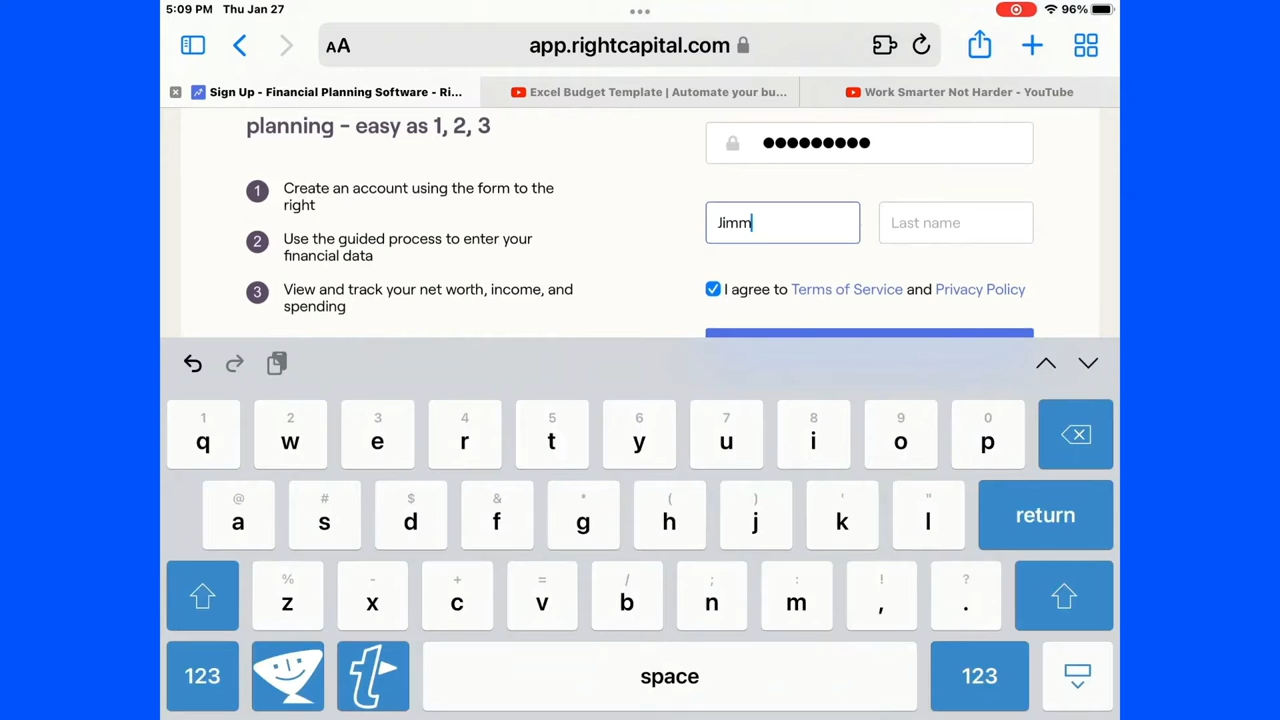 5:09 PM Thu Jan 27
96%
AA
app.rightcapital.com
Sign Up - Financial Planning Software - Ri...
Excel Budget Template | Automate your bu...
Work Smarter Not Harder - YouTube
planning – easy as 1, 2, 3
1 Create an account using the form to the
right
2 Use the guided process to enter your
financial data
3 View and track your net worth, income, and
spending
●●●●●●●●●
Jimm
Last name
I agree to Terms of Service and Privacy Policy
1 2 3 4 5 6 7 8 9 0
q w e r t y u i o p
@ # $ & * ( ) ' "
a s d f g h j k l return
% - + = / ; : ! ?
z x c v b n m , .
123 t space 123